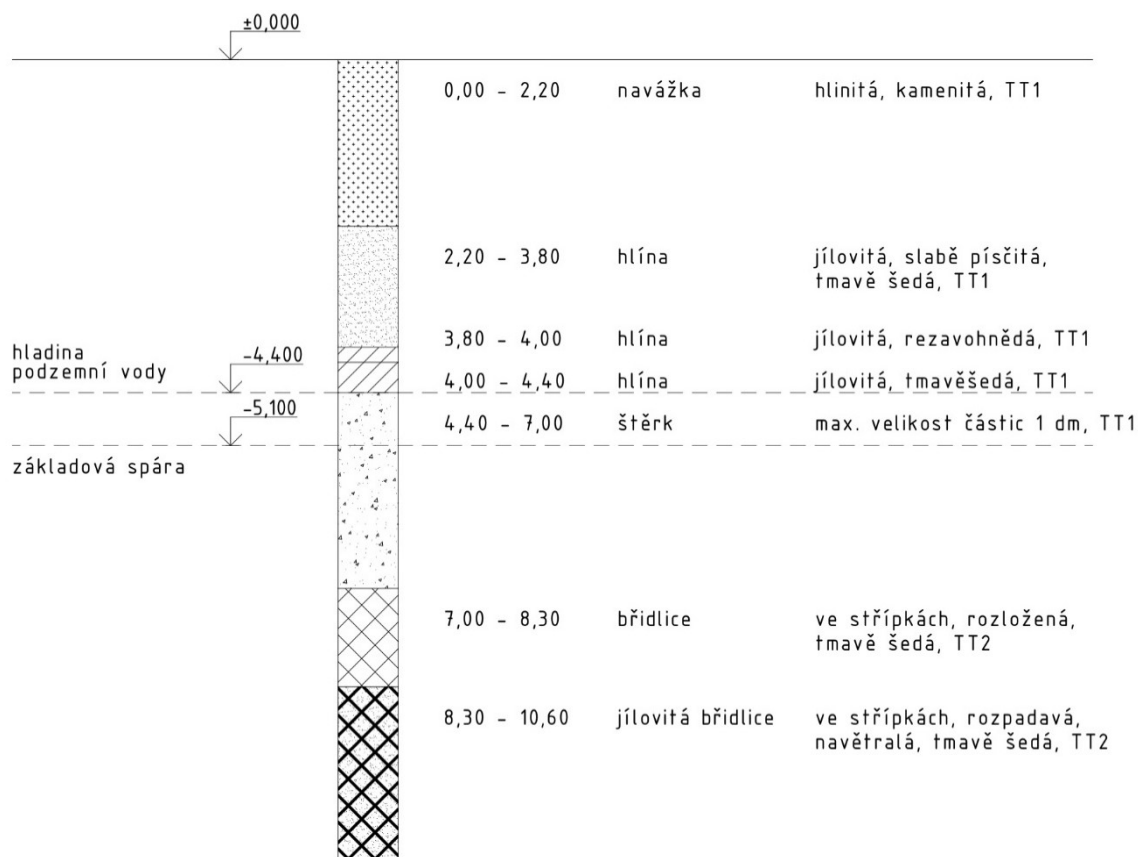 ±0,000
0,00 - 2,20 navážka hlinitá, kamenitá, TT1
2,20 - 3,80 hlína jílovitá, slabě písčitá,
tmavě šedá, TT1
3,80 - 4,00 hlína jílovitá, rezavohnědá, TT1
hladina
podzemní vody
-4,400
4,00 - 4,40 hlína jílovitá, tmavěšedá, TT1
-5,100
4,40 - 7,00 štěrk max. velikost částic 1 dm, TT1
základová spára
7,00 - 8,30 břidlice ve střípkách, rozložená,
tmavě šedá, TT2
8,30 - 10,60 jílovitá břidlice ve střípkách, rozpadavá,
navětralá, tmavě šedá, TT2